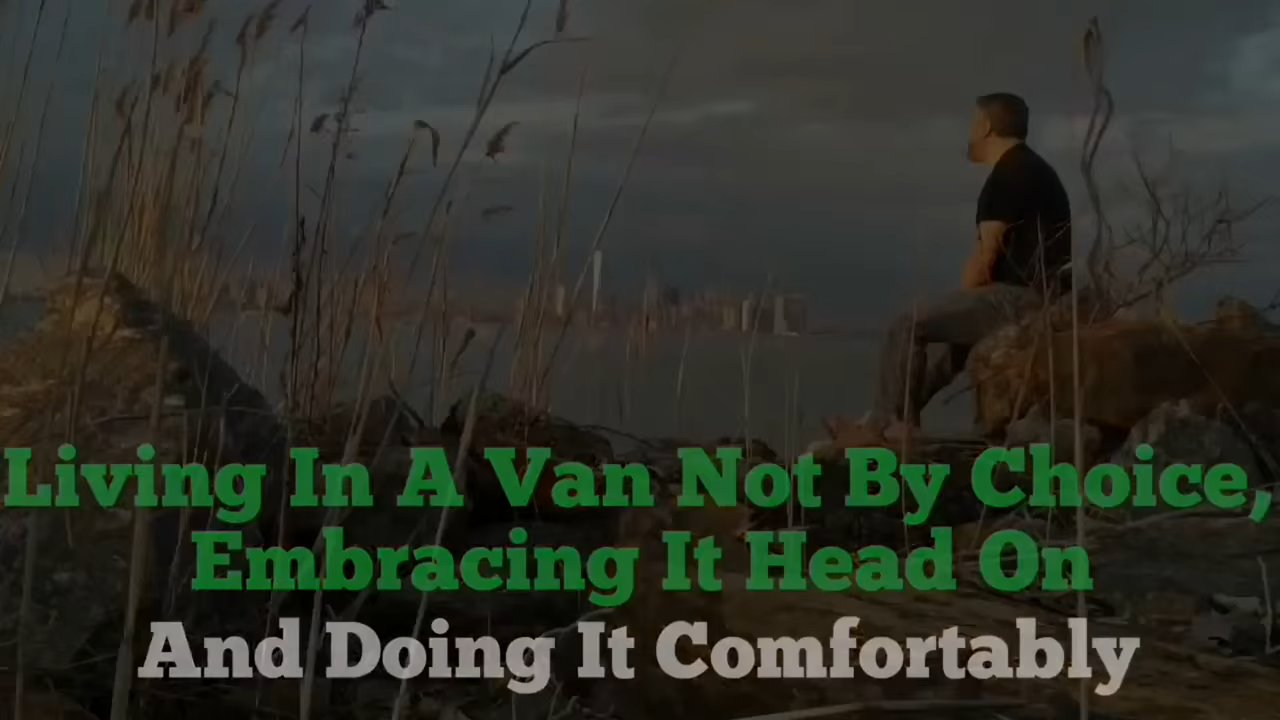 Living In A Van Not By Choice,
Embracing It Head On
And Doing It Comfortably